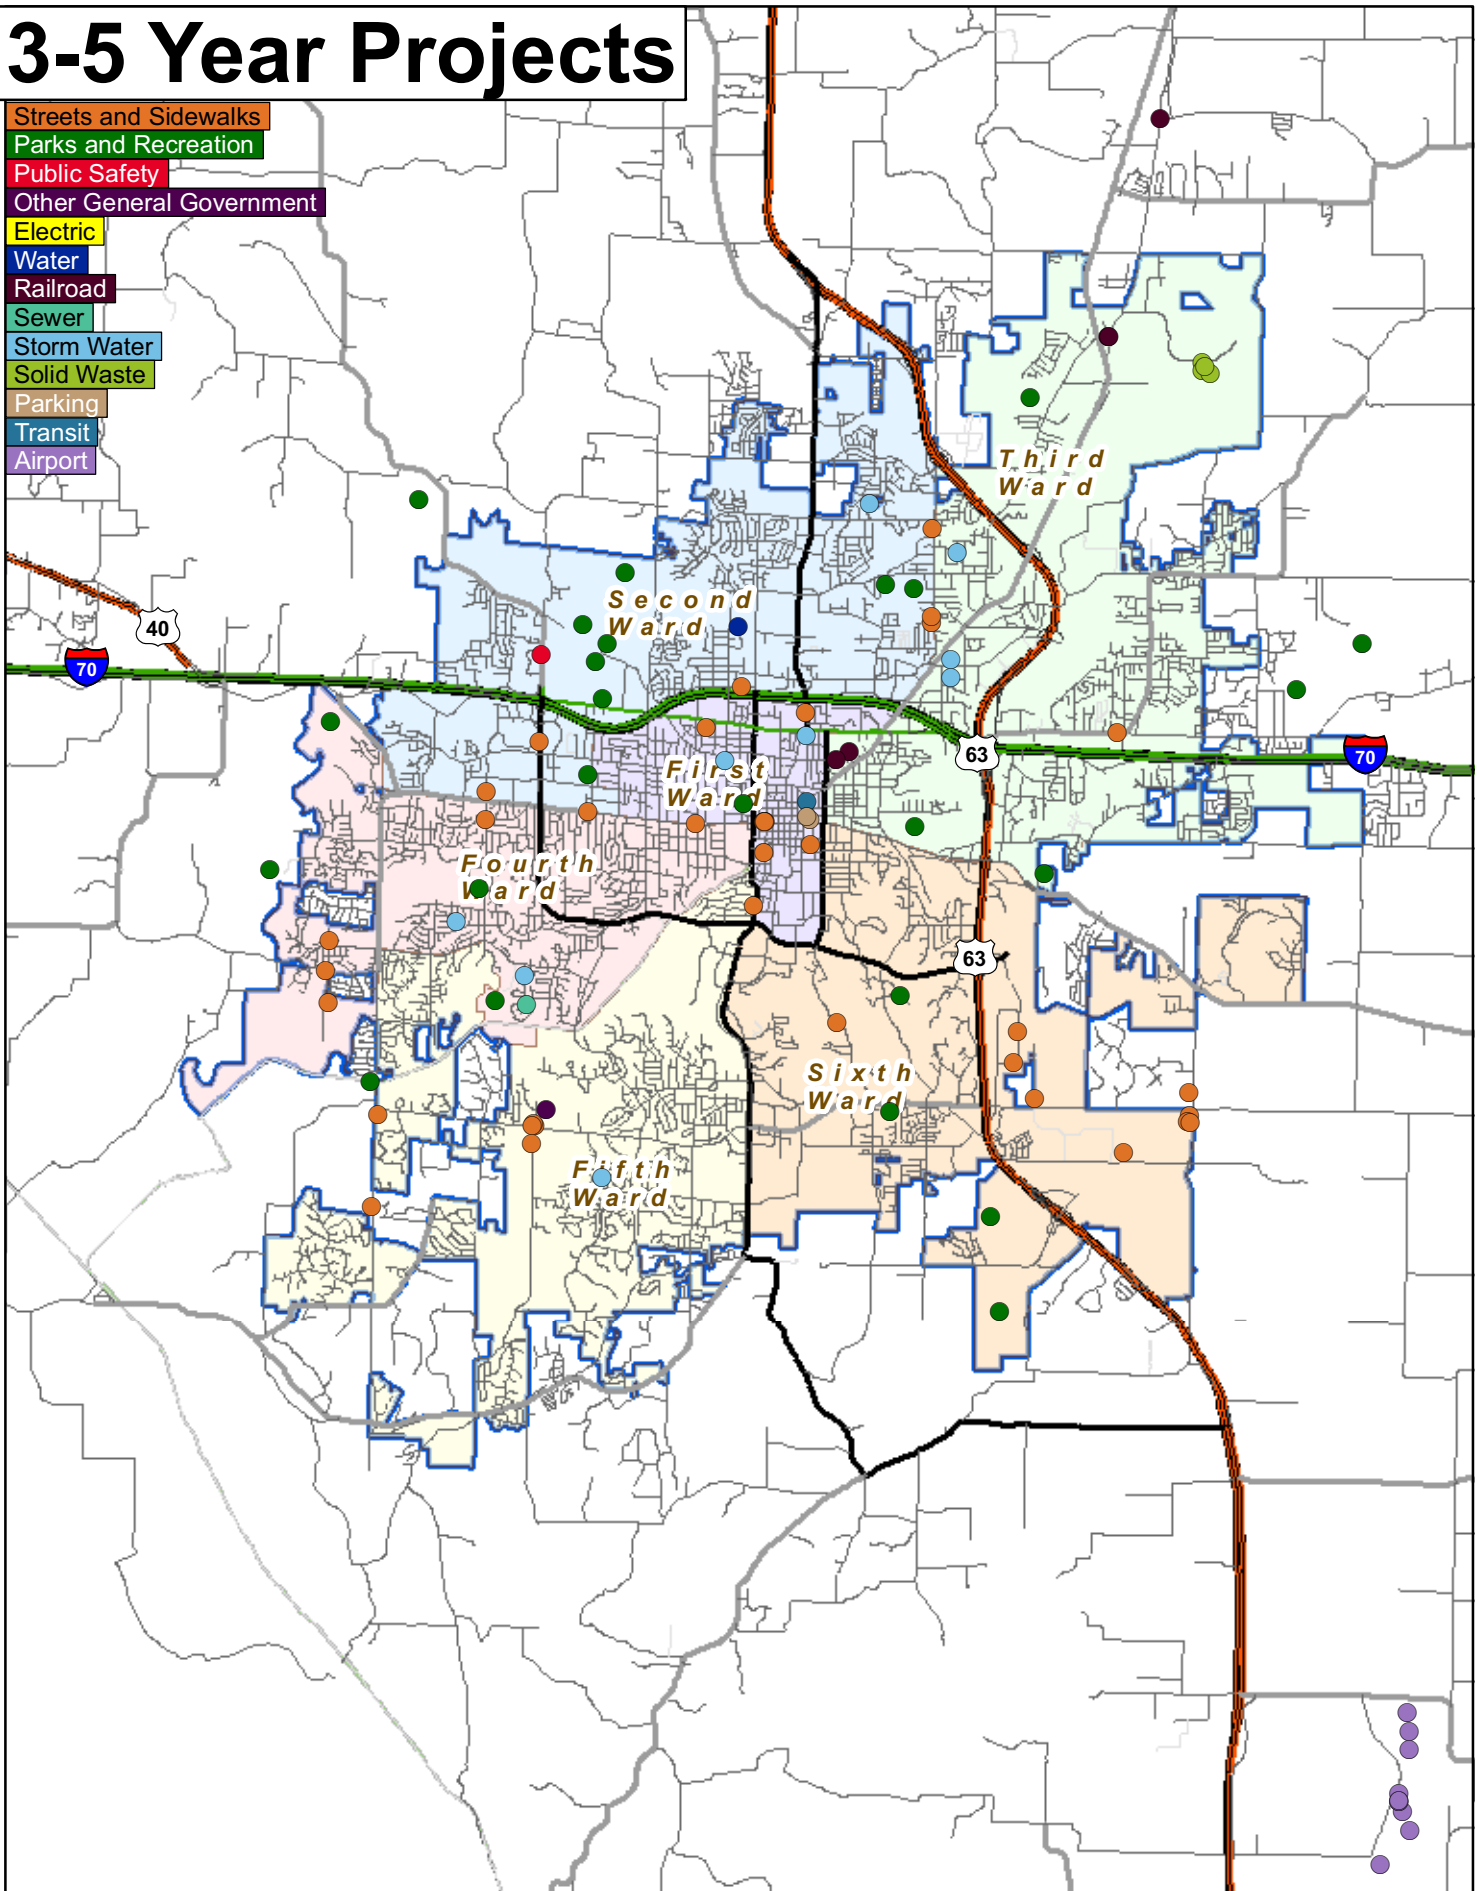 3-5 Year Projects
Streets and Sidewalks
Parks and Recreation
Public Safety
Other General Government
Electric
Water
Railroad
Sewer
Storm Water
Solid Waste
Parking
Transit
Airport
Third
Ward
Second
Ward
40
70
63
70
First
Ward
Fourth
Ward
63
Sixth
Ward
Fifth
Ward